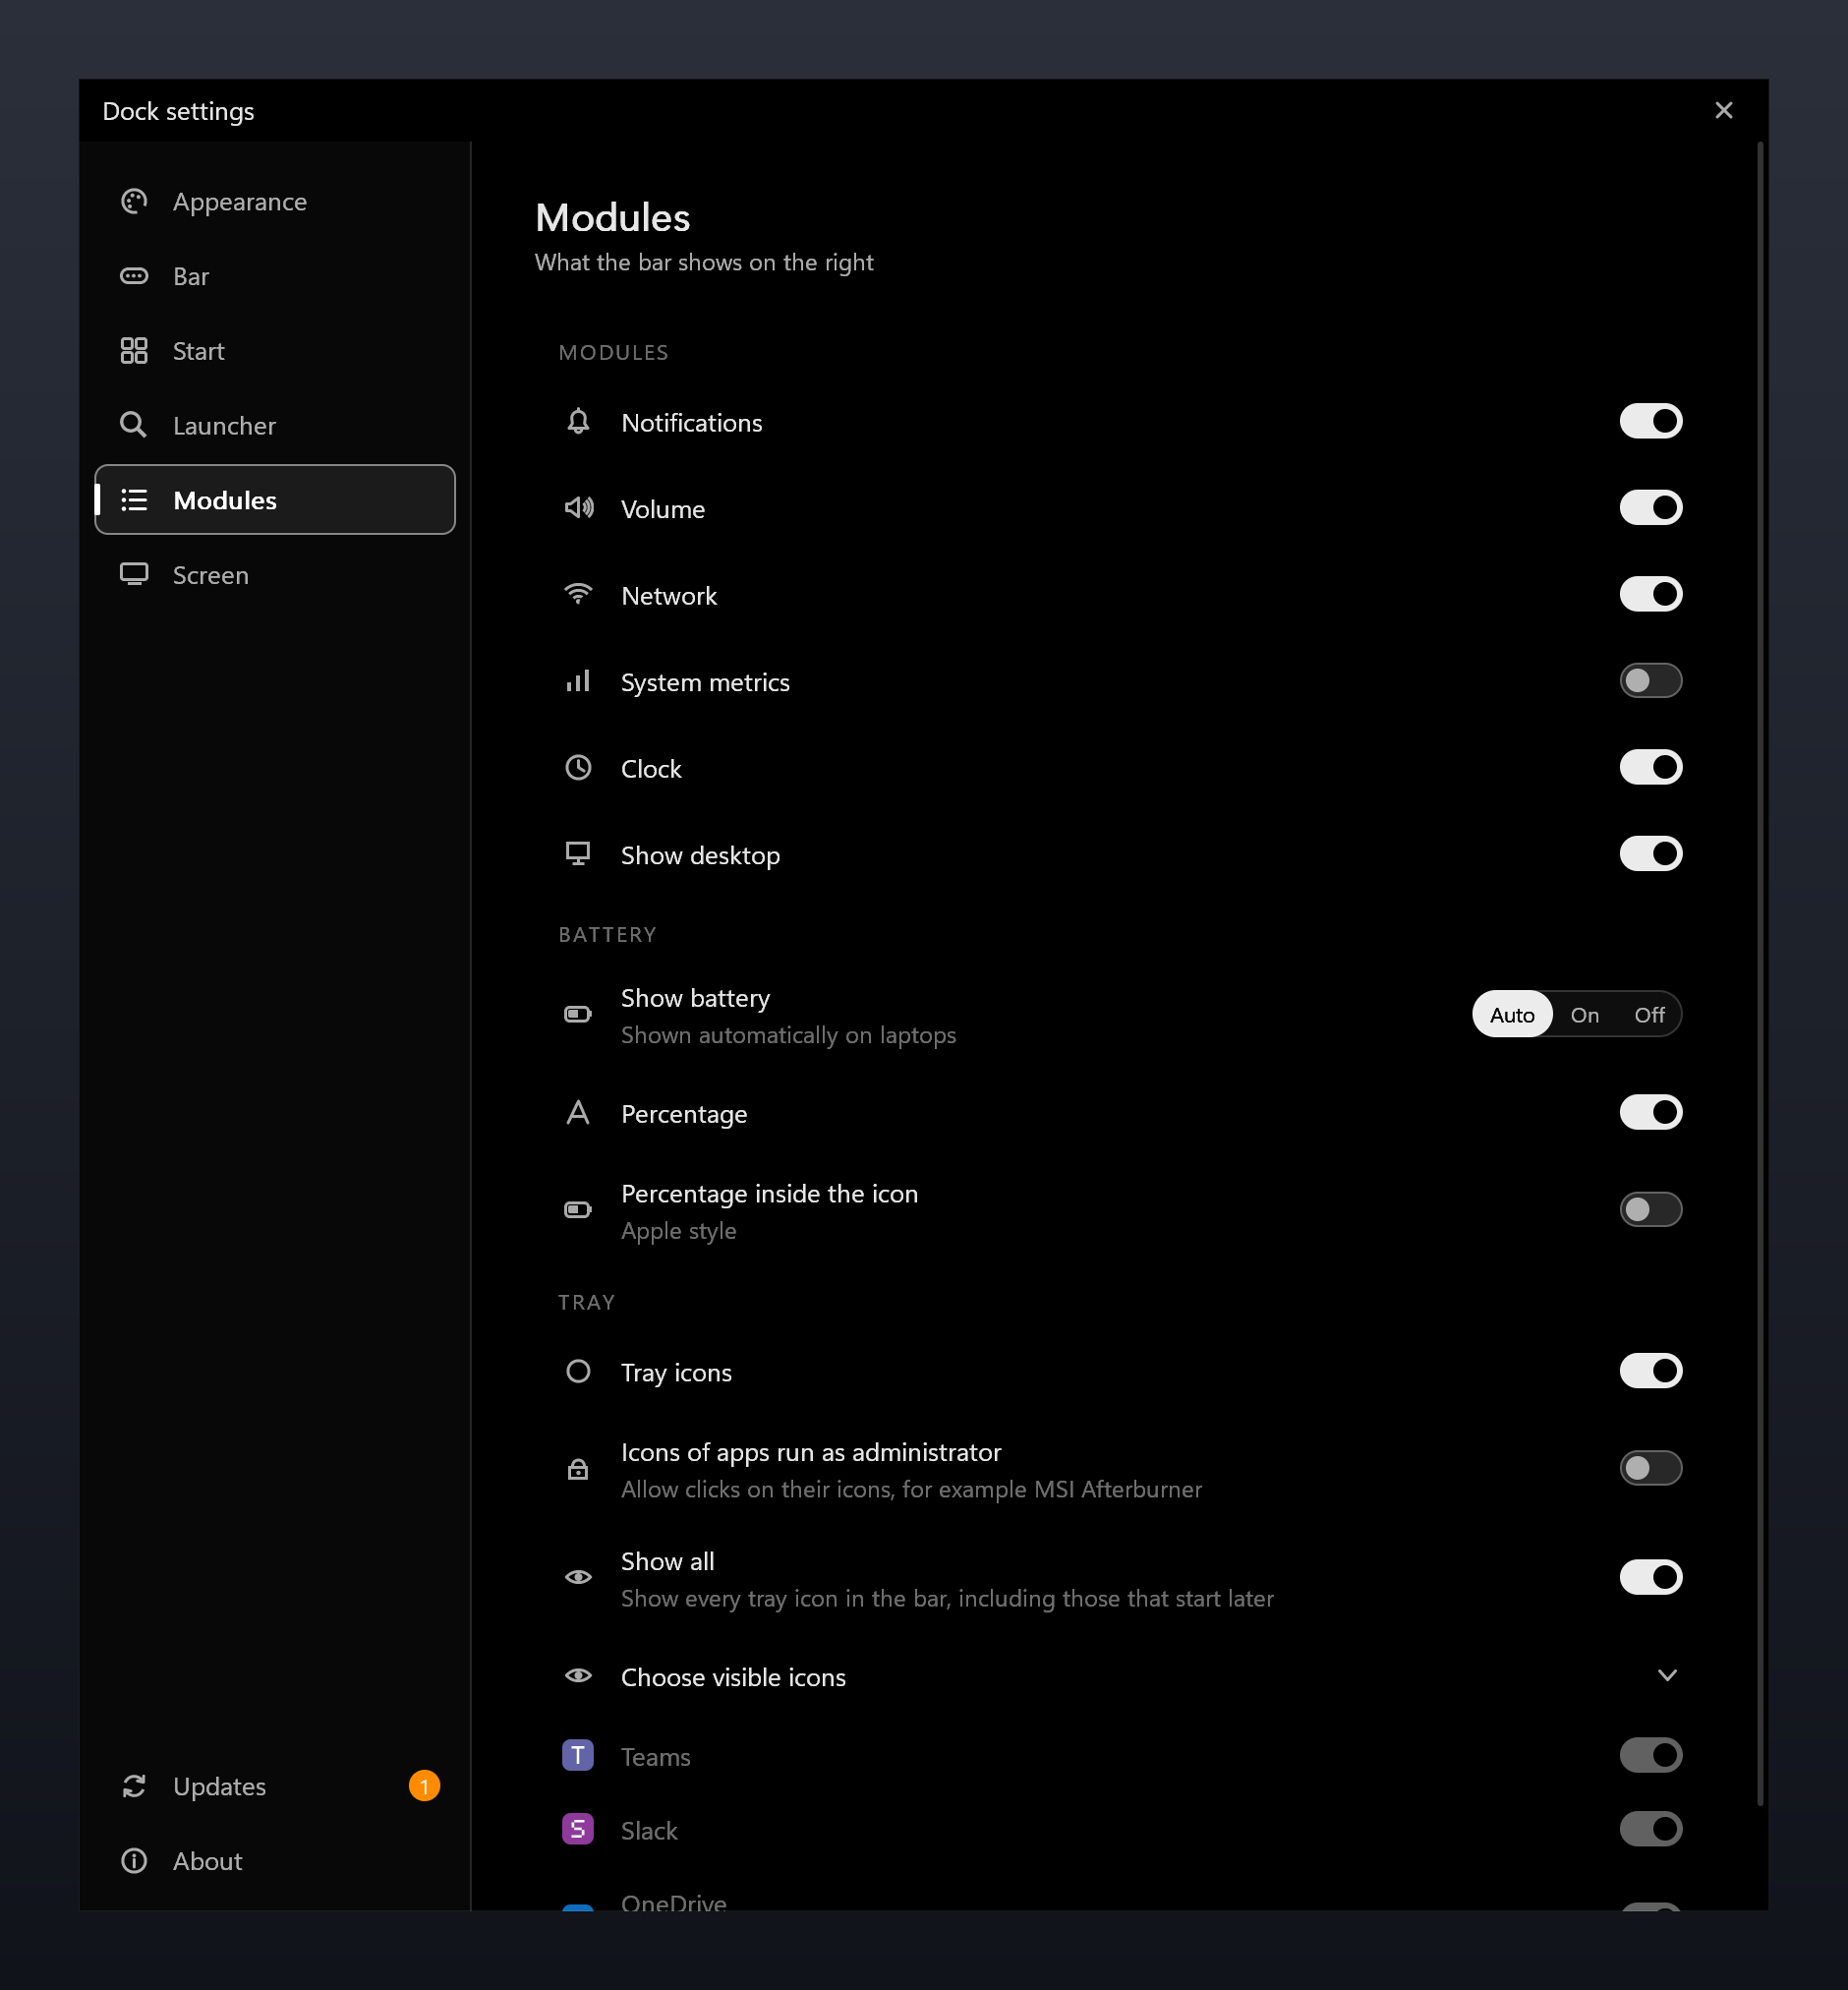 Dock settings
Appearance
Bar
Start
Launcher
Modules
Screen
Updates
1
About
Modules
What the bar shows on the right
MODULES
Notifications
Volume
Network
System metrics
Clock
Show desktop
BATTERY
Show battery
Shown automatically on laptops
Auto On Off
Percentage
Percentage inside the icon
Apple style
TRAY
Tray icons
Icons of apps run as administrator
Allow clicks on their icons, for example MSI Afterburner
Show all
Show every tray icon in the bar, including those that start later
Choose visible icons
T Teams
S Slack
OneDrive